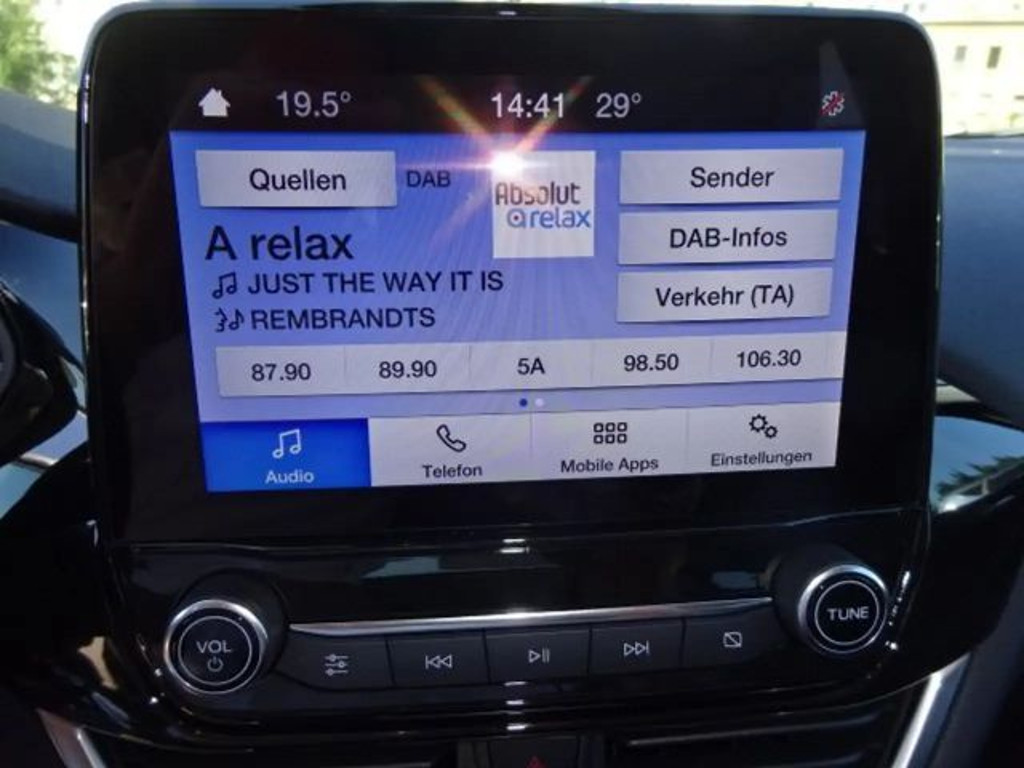 19.5° 14:41 29°
Quellen DAB Absolut relax Sender
A relax DAB-Infos
JUST THE WAY IT IS Verkehr (TA)
REMBRANDTS
87.90 89.90 5A 98.50 106.30
Audio Telefon Mobile Apps Einstellungen
VOL TUNE